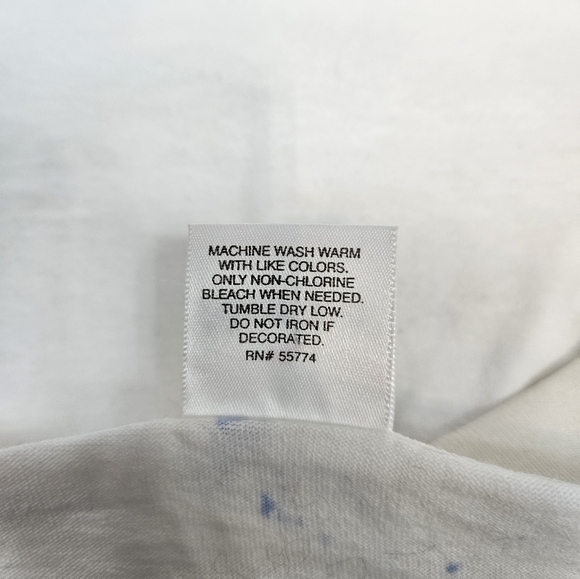 MACHINE WASH WARM
WITH LIKE COLORS.
ONLY NON-CHLORINE
BLEACH WHEN NEEDED.
TUMBLE DRY LOW.
DO NOT IRON IF
DECORATED.
RN# 55774